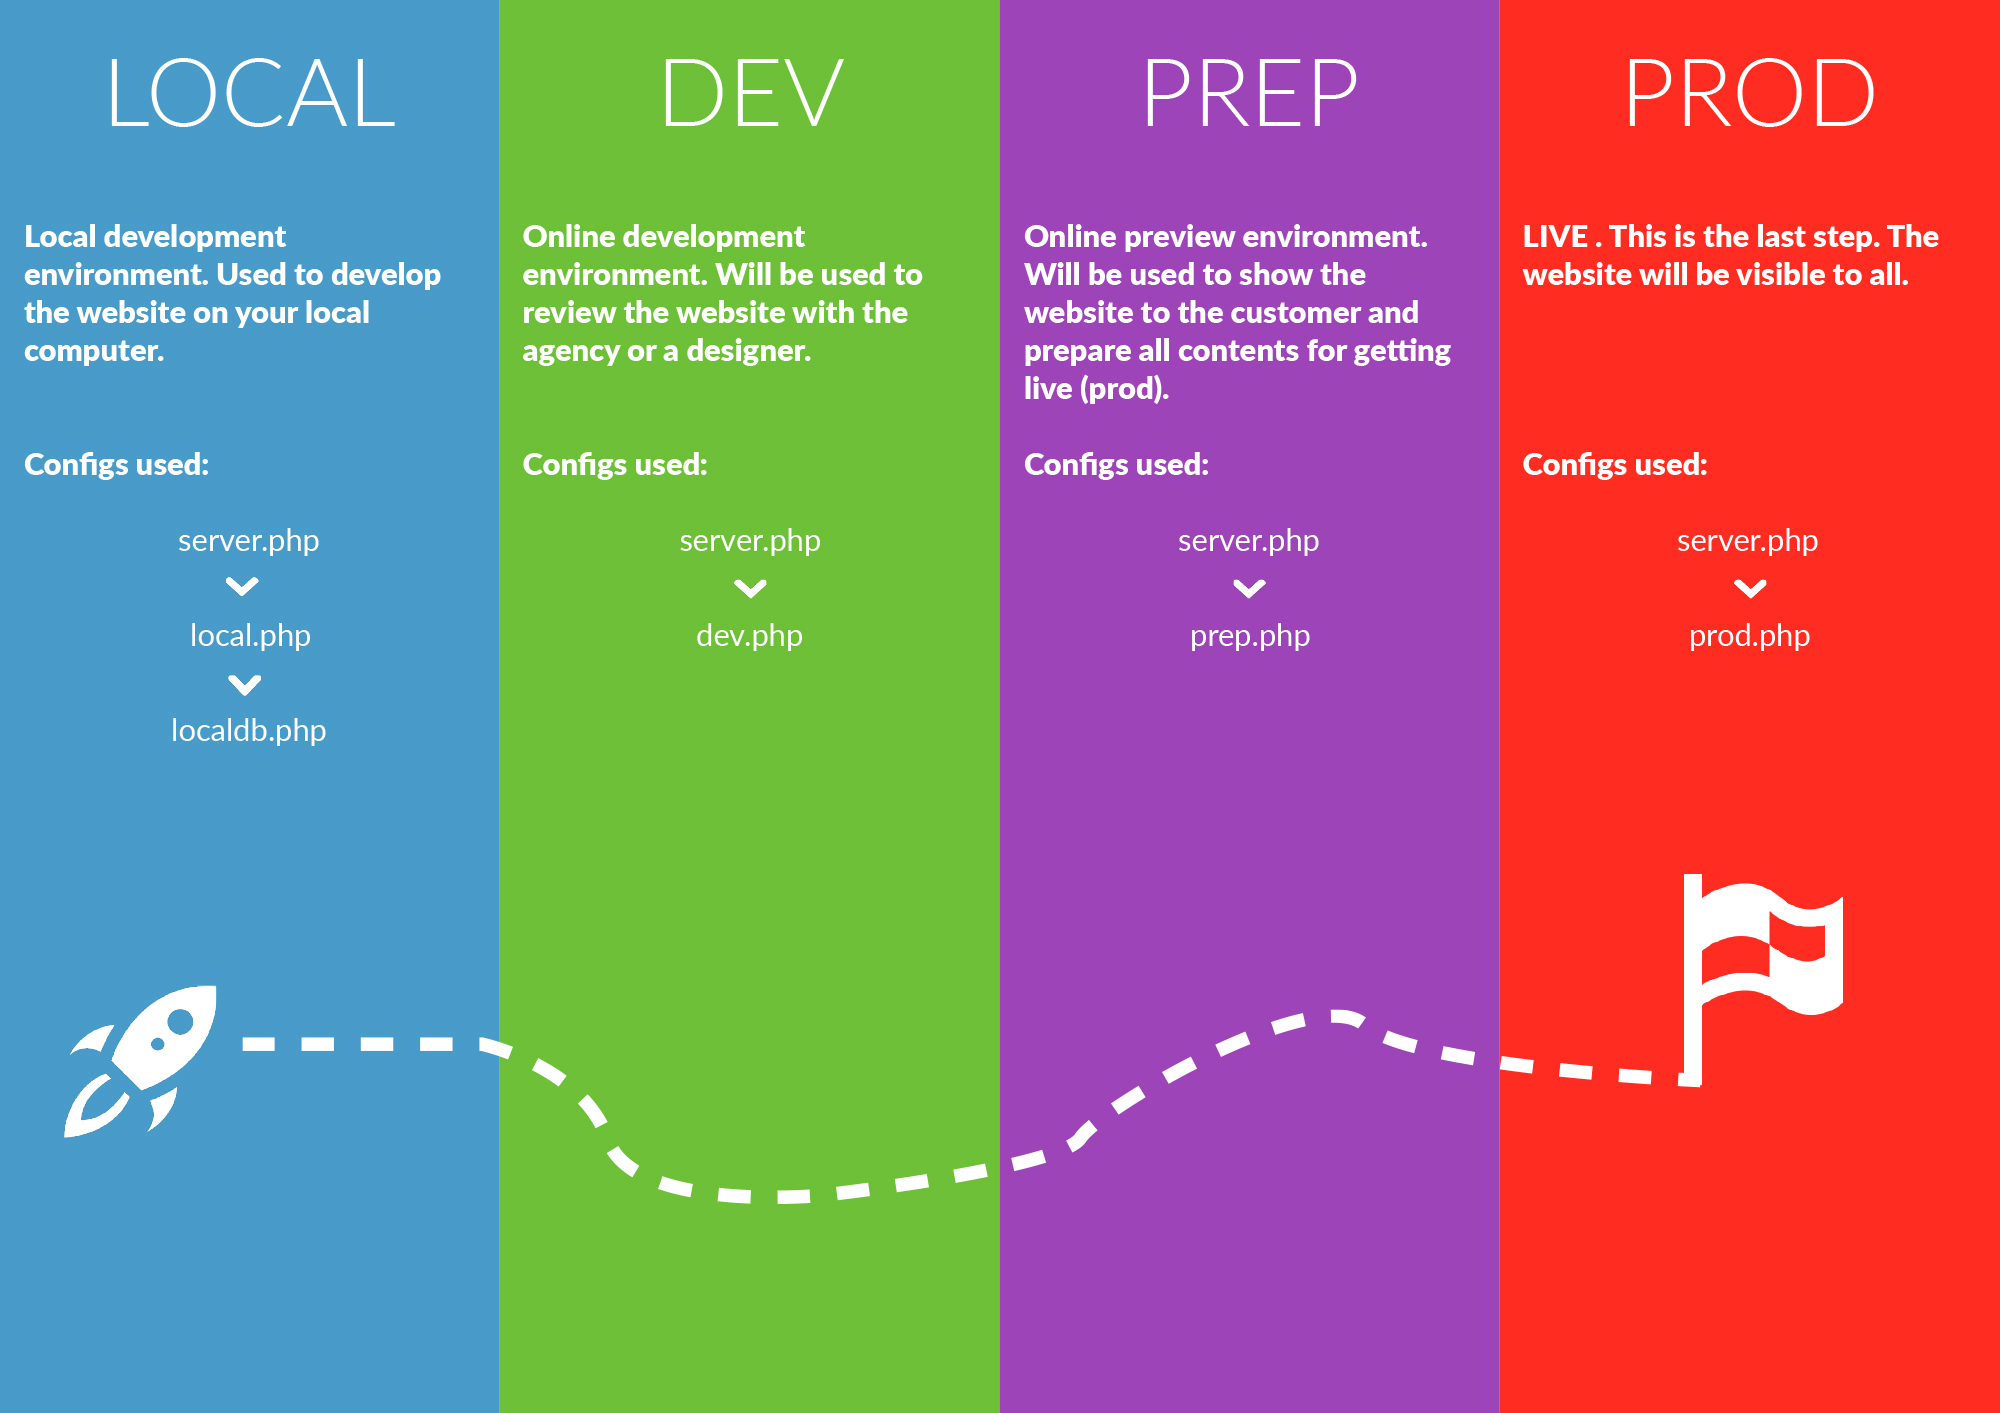 LOCAL
Local development
environment. Used to develop
the website on your local
computer.
Configs used:
server.php
local.php
localdb.php
DEV
Online development
environment. Will be used to
review the website with the
agency or a designer.
Configs used:
server.php
dev.php
PREP
Online preview environment.
Will be used to show the
website to the customer and
prepare all contents for getting
live (prod).
Configs used:
server.php
prep.php
PROD
LIVE . This is the last step. The
website will be visible to all.
Configs used:
server.php
prod.php